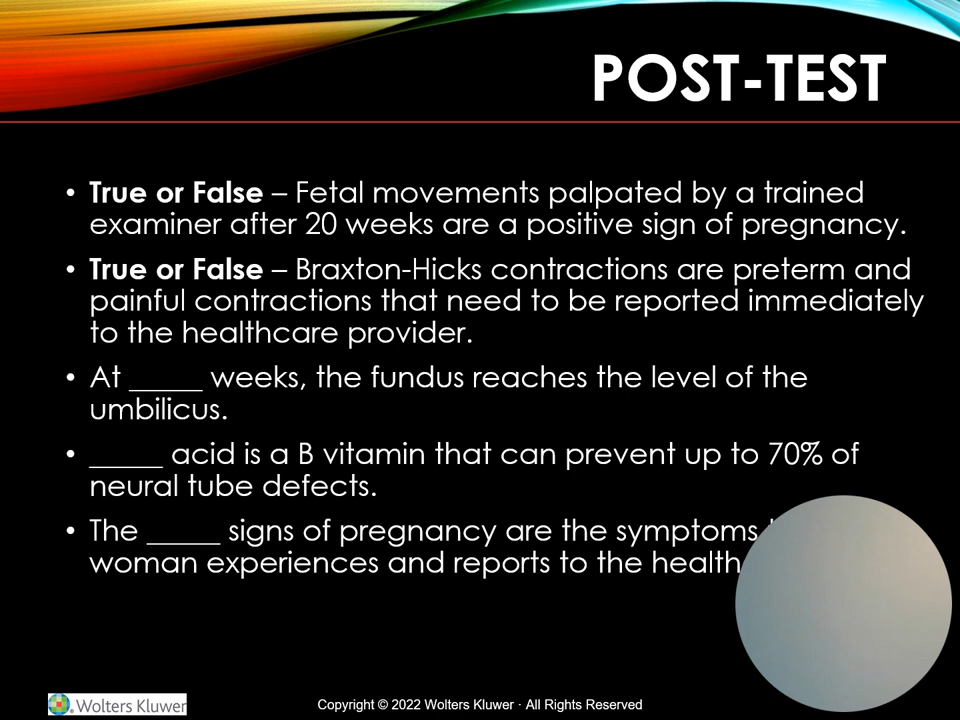 POST-TEST
• True or False – Fetal movements palpated by a trained
examiner after 20 weeks are a positive sign of pregnancy.
• True or False – Braxton-Hicks contractions are preterm and
painful contractions that need to be reported immediately
to the healthcare provider.
• At _____ weeks, the fundus reaches the level of the
umbilicus.
• _____ acid is a B vitamin that can prevent up to 70% of
neural tube defects.
• The _____ signs of pregnancy are the symptoms
woman experiences and reports to the health
Wolters Kluwer
Copyright © 2022 Wolters Kluwer · All Rights Reserved